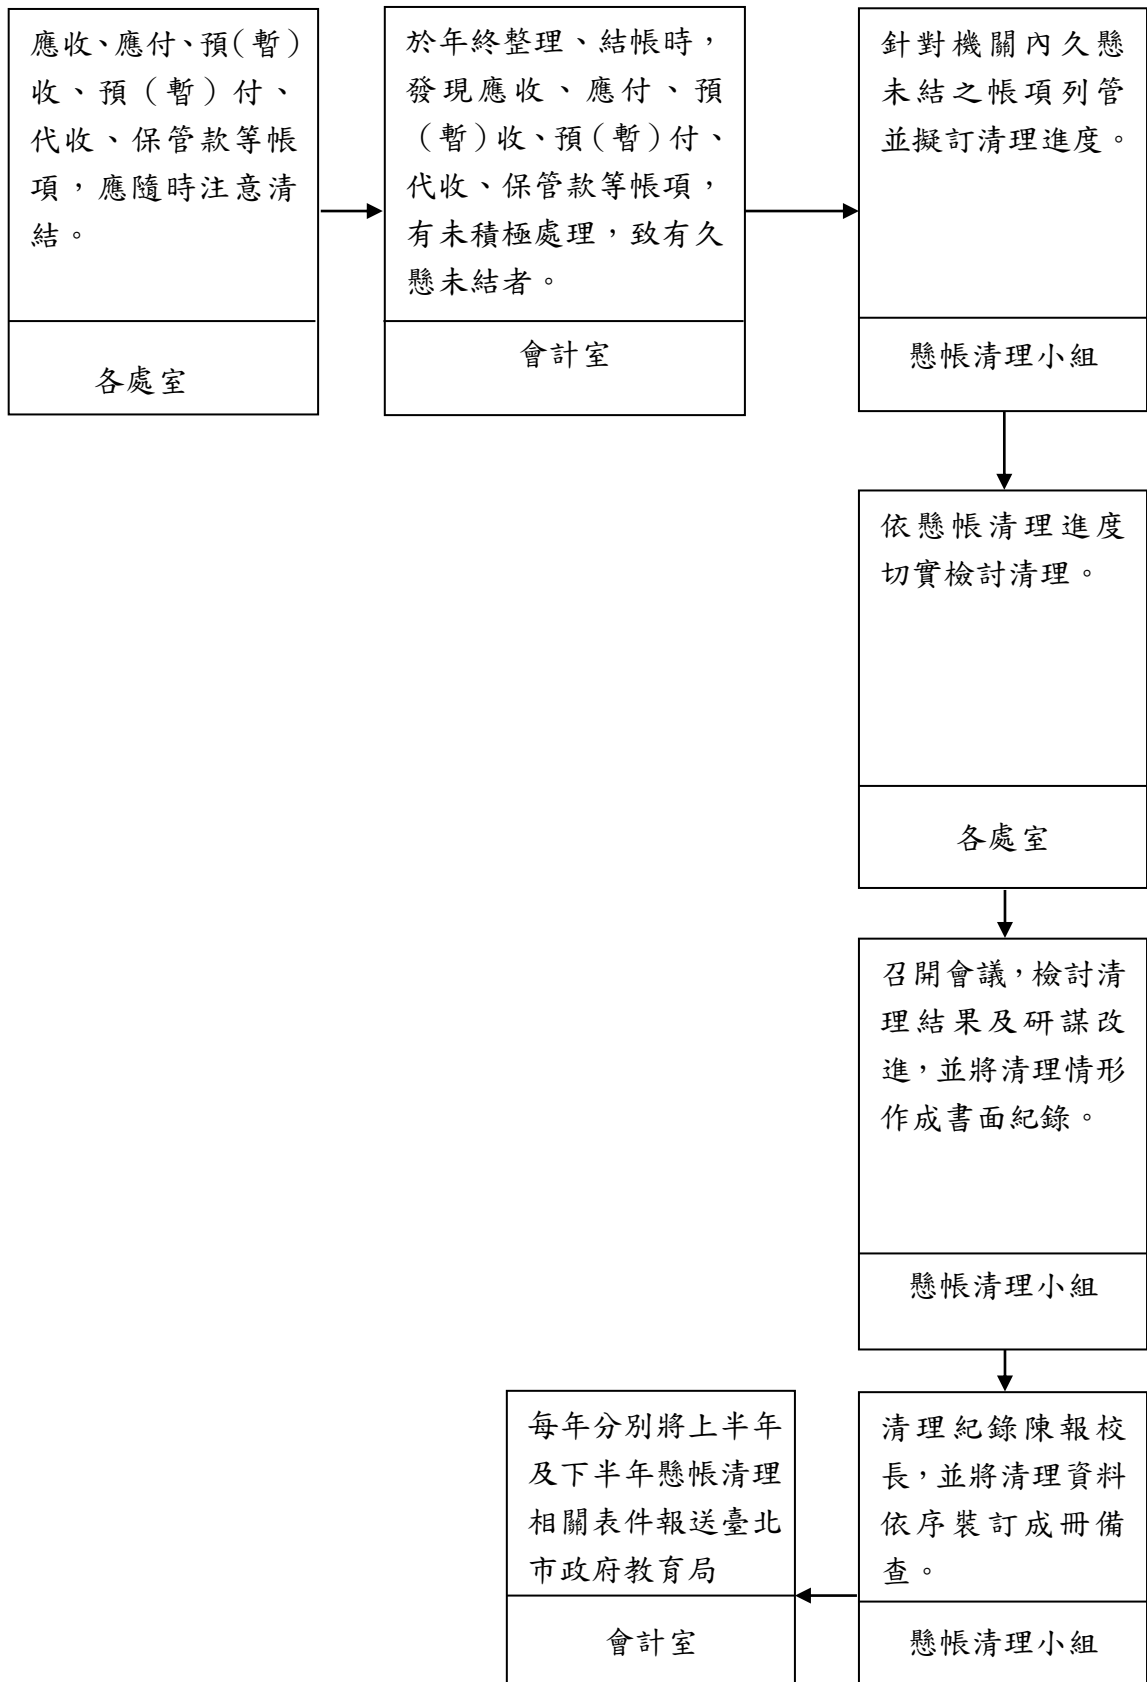 應收、應付、預(暫)
收、預（暫）付、
代收、保管款等帳
項，應隨時注意清
結。
各處室
於年終整理、結帳時，
發現應收、應付、預
（暫）收、預（暫）付、
代收、保管款等帳項，
有未積極處理，致有久
懸未結者。
會計室
針對機關內久懸
未結之帳項列管
並擬訂清理進度。
懸帳清理小組
依懸帳清理進度
切實檢討清理。
各處室
召開會議，檢討清
理結果及研謀改
進，並將清理情形
作成書面紀錄。
懸帳清理小組
清理紀錄陳報校
長，並將清理資料
依序裝訂成冊備
查。
懸帳清理小組
每年分別將上半年
及下半年懸帳清理
相關表件報送臺北
市政府教育局
會計室